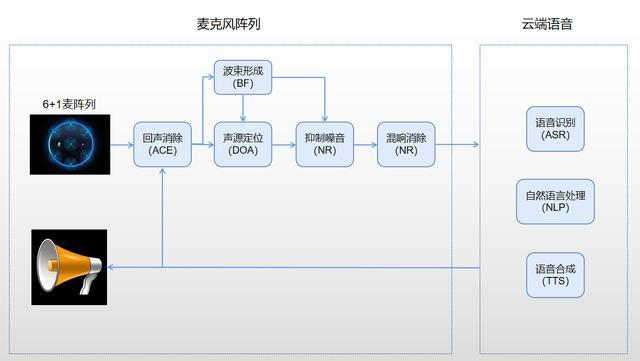 麦克风阵列
云端语音
6+1麦阵列
波束形成
(BF)
回声消除
(ACE)
声源定位
(DOA)
抑制噪音
(NR)
混响消除
(NR)
语音识别
(ASR)
自然语言处理
(NLP)
语音合成
(TTS)